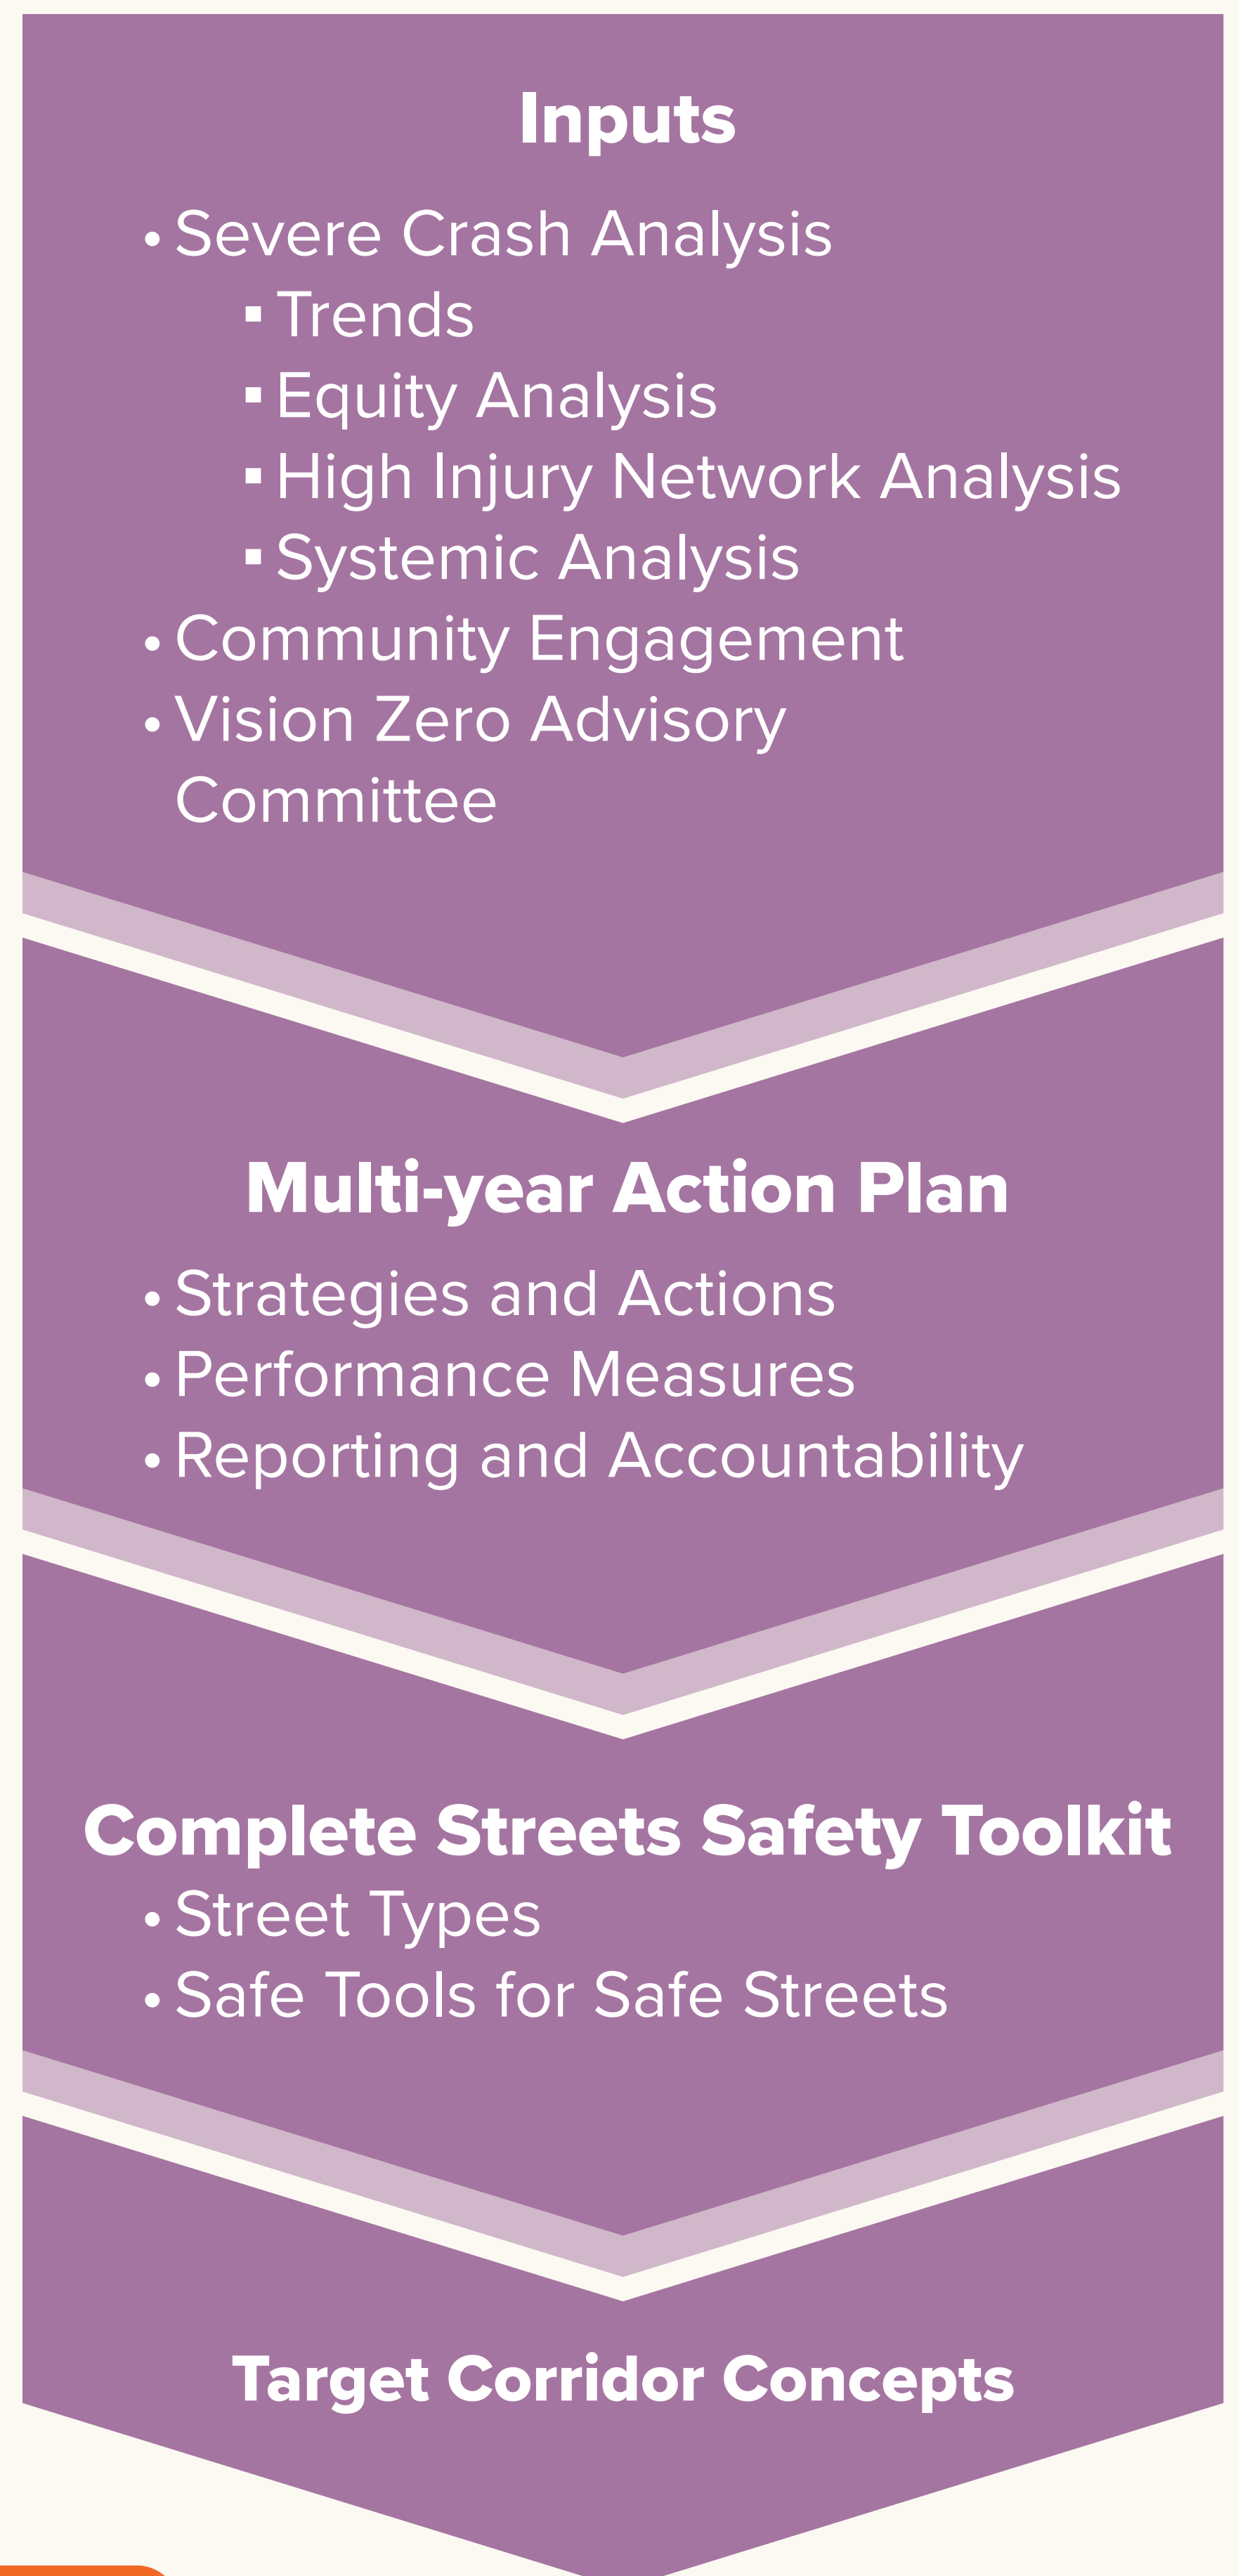 Inputs
• Severe Crash Analysis
▪ Trends
▪ Equity Analysis
▪ High Injury Network Analysis
▪ Systemic Analysis
• Community Engagement
• Vision Zero Advisory
Committee
Multi-year Action Plan
• Strategies and Actions
• Performance Measures
• Reporting and Accountability
Complete Streets Safety Toolkit
• Street Types
• Safe Tools for Safe Streets
Target Corridor Concepts